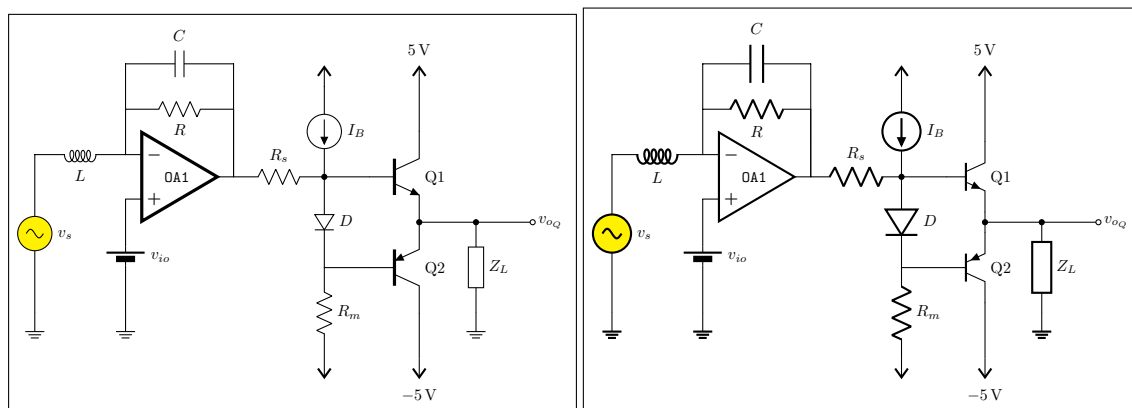 C
5 V
R
I_B
R_s
L
−
OA1
Q1
+
D
v_s
v_{io}
v_{o_Q}
Q2
Z_L
R_m
−5 V
C
5 V
R
I_B
R_s
L
−
OA1
Q1
+
D
v_s
v_{io}
v_{o_Q}
Q2
Z_L
R_m
−5 V